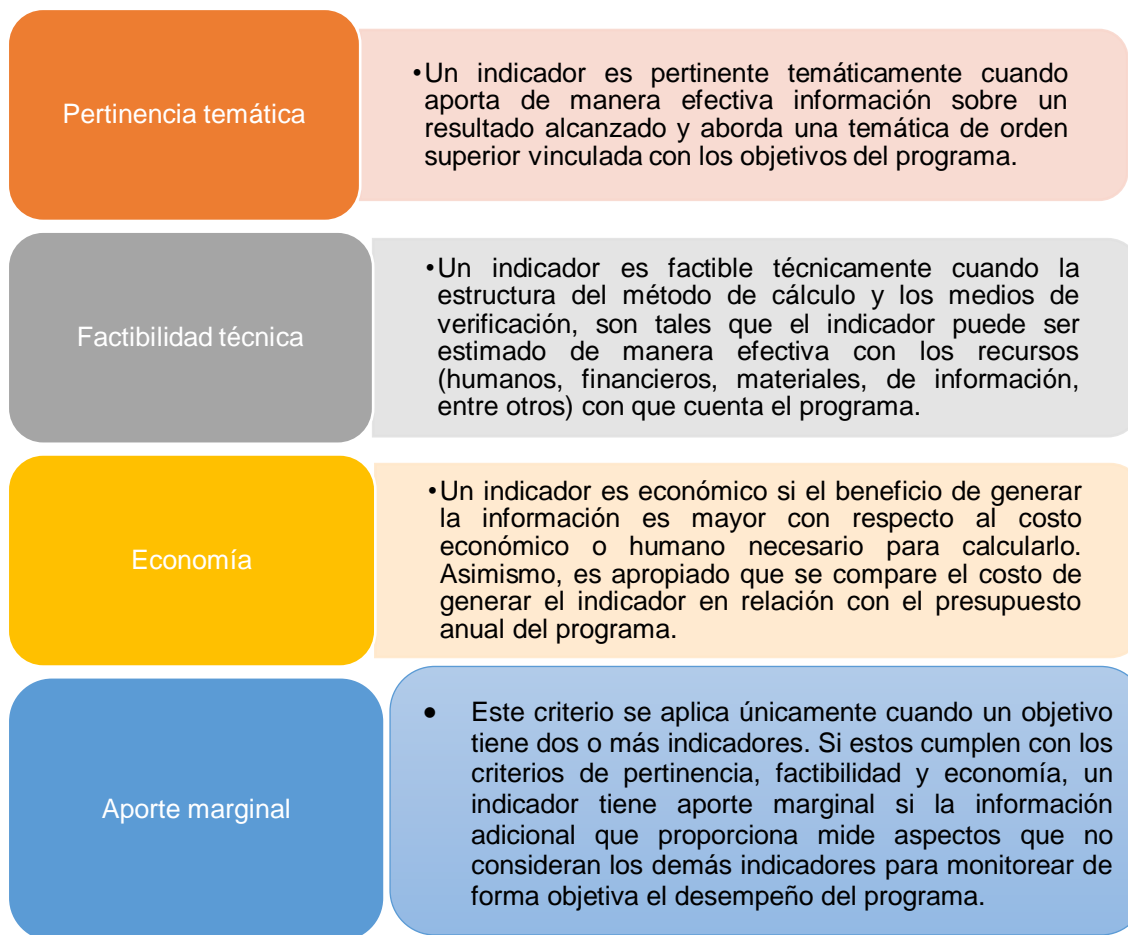 Pertinencia temática
•Un indicador es pertinente temáticamente cuando
aporta de manera efectiva información sobre un
resultado alcanzado y aborda una temática de orden
superior vinculada con los objetivos del programa.
Factibilidad técnica
•Un indicador es factible técnicamente cuando la
estructura del método de cálculo y los medios de
verificación, son tales que el indicador puede ser
estimado de manera efectiva con los recursos
(humanos, financieros, materiales, de información,
entre otros) con que cuenta el programa.
Economía
•Un indicador es económico si el beneficio de generar
la información es mayor con respecto al costo
económico o humano necesario para calcularlo.
Asimismo, es apropiado que se compare el costo de
generar el indicador en relación con el presupuesto
anual del programa.
Aporte marginal
• Este criterio se aplica únicamente cuando un objetivo
tiene dos o más indicadores. Si estos cumplen con los
criterios de pertinencia, factibilidad y economía, un
indicador tiene aporte marginal si la información
adicional que proporciona mide aspectos que no
consideran los demás indicadores para monitorear de
forma objetiva el desempeño del programa.